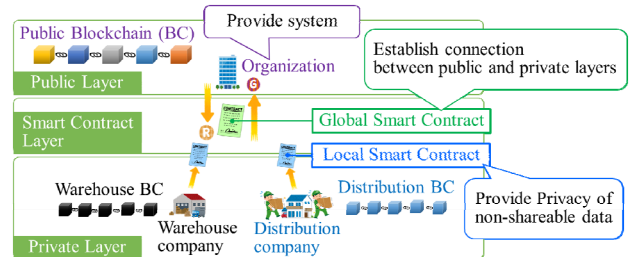 Public Blockchain (BC)
Provide system
Organization
G
Public Layer
Establish connection
between public and private layers
R
CONTRACT
Global Smart Contract
Smart Contract
Layer
Local Smart Contract
Warehouse BC
Distribution BC
Provide Privacy of
non-shareable data
Warehouse
company
Distribution
company
Private Layer